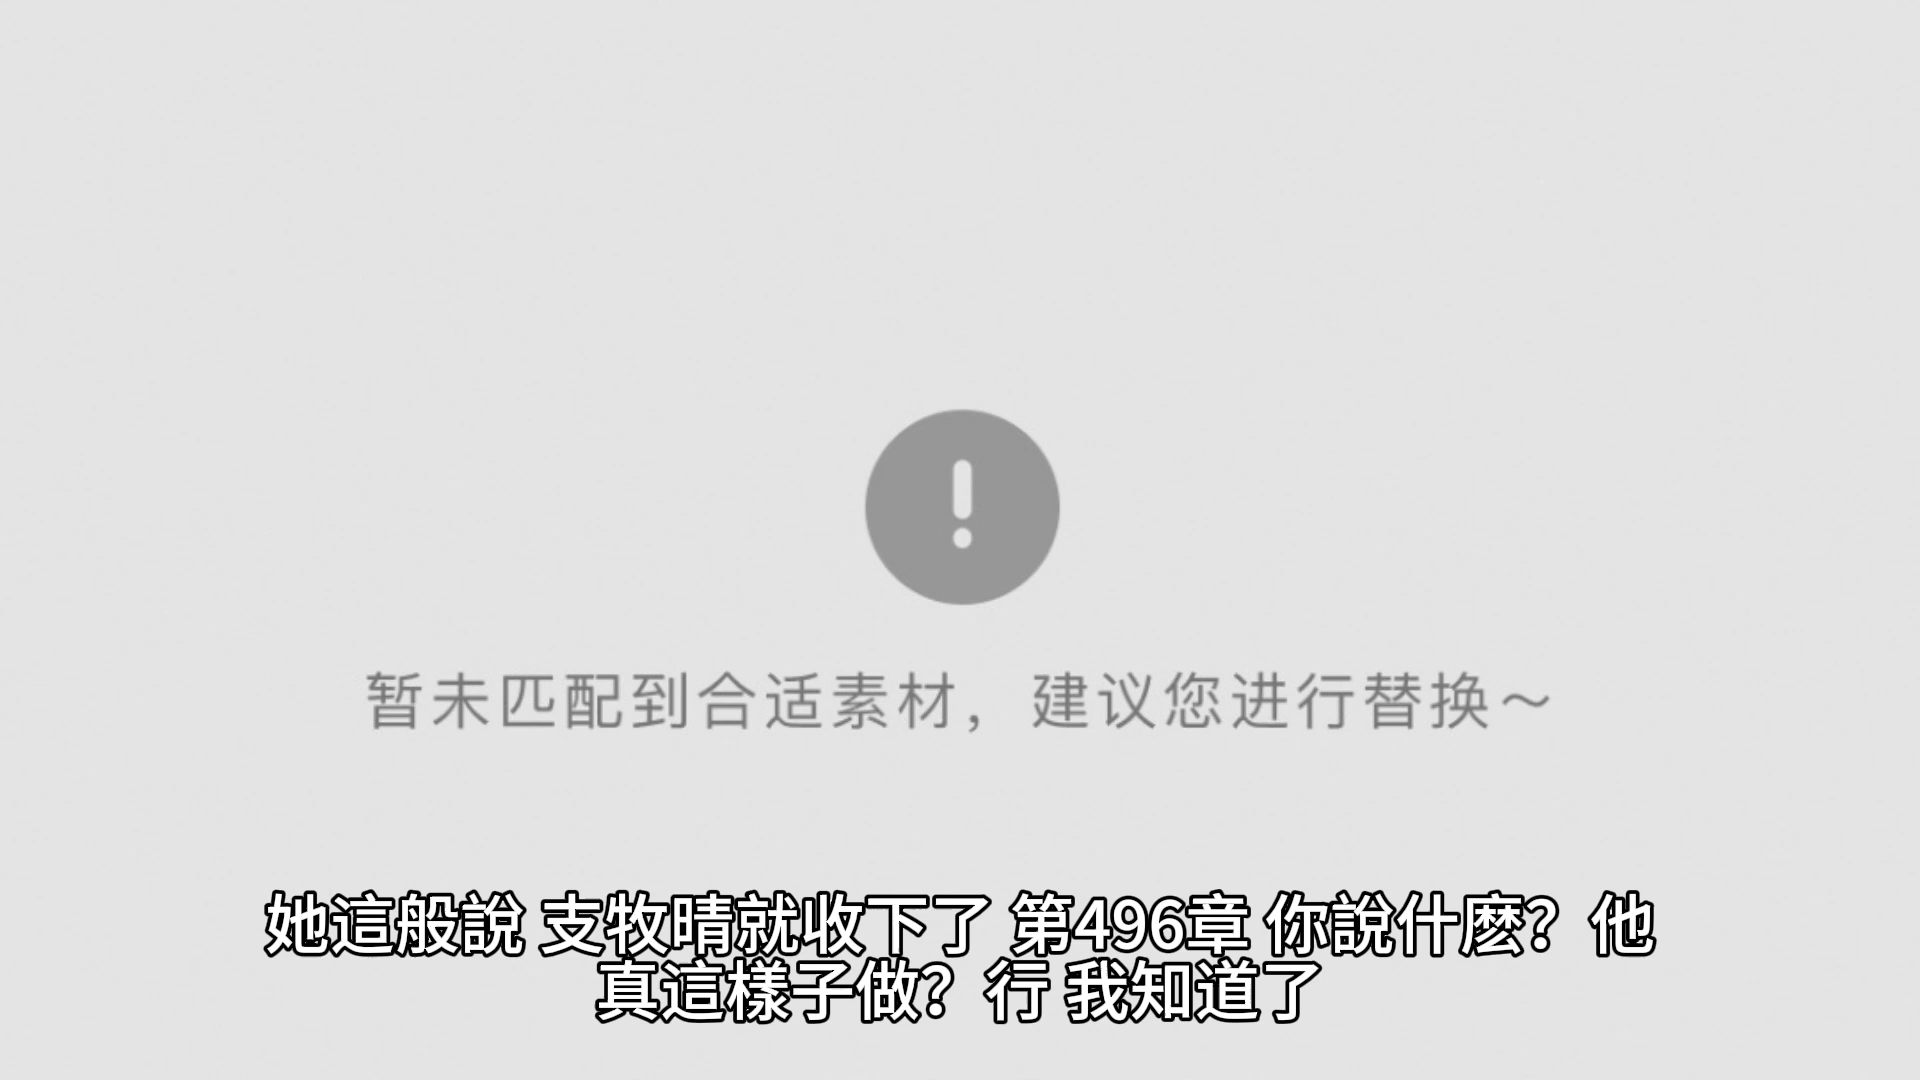 暂未匹配到合适素材，建议您进行替换～
她這般說 支牧晴就收下了 第496章 你說什麽？他
真這樣子做？行 我知道了